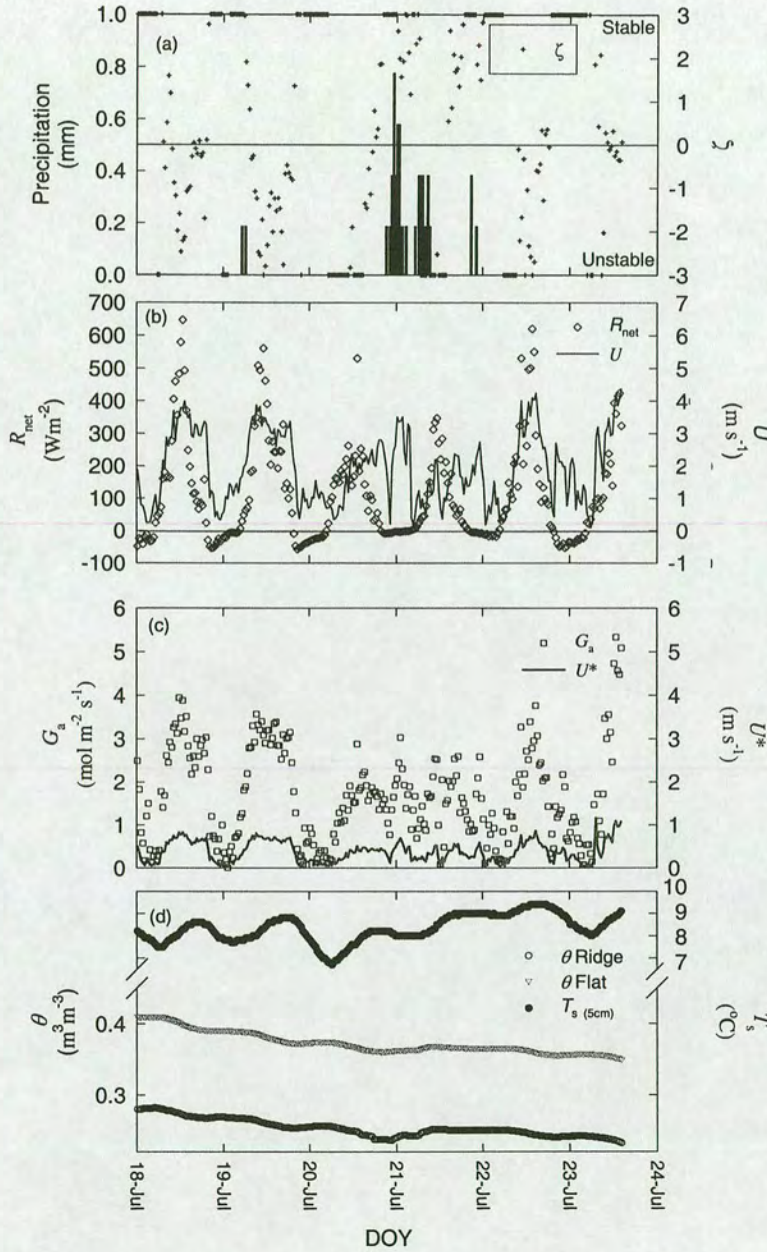 (a)
Stable
ζ
Unstable
Precipitation
(mm)
1.0
0.8
0.6
0.4
0.2
0.0
3
2
1
0
-1
-2
-3
ζ
(b)
R_net
U
R_net
(Wm-2)
700
600
500
400
300
200
100
0
-100
7
6
5
4
3
2
1
0
-1
U
(m s-1)
(c)
G_a
U*
G_a
(mol m-2 s-1)
6
5
4
3
2
1
0
6
5
4
3
2
1
0
U*
(m s-1)
(d)
θ Ridge
θ Flat
T_s (5cm)
θ
(m3m-3)
0.4
0.3
10
9
8
7
T_s
(°C)
18-Jul
19-Jul
20-Jul
21-Jul
22-Jul
23-Jul
24-Jul
DOY